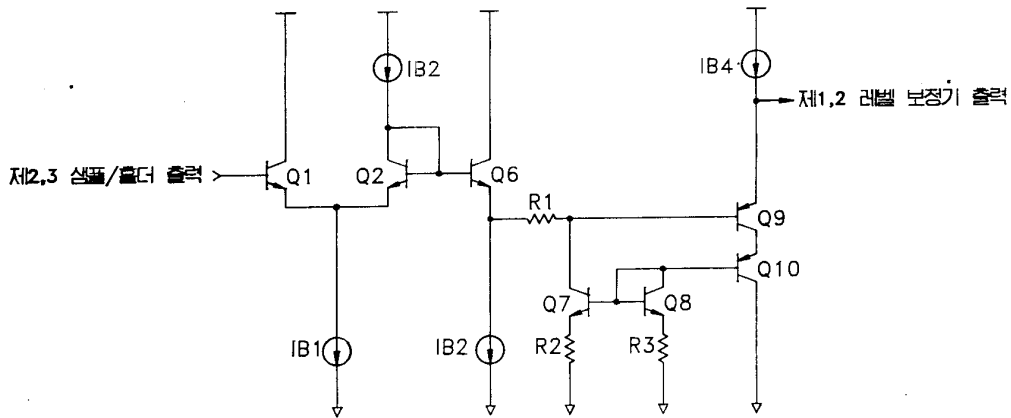 IB2
IB4
제1,2 레벨 보정기 출력
제2,3 샘플/홀더 출력
Q1
Q2
Q6
R1
Q9
Q10
Q7
Q8
IB1
IB2
R2
R3